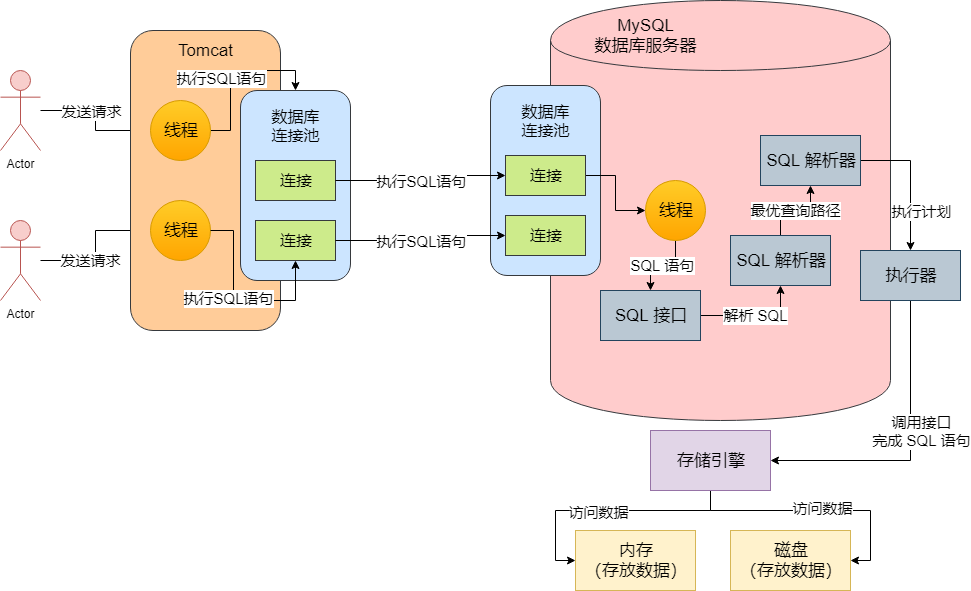 Tomcat
执行SQL语句
发送请求
线程
Actor
数据库
连接池
连接
线程
连接
发送请求
执行SQL语句
Actor
执行SQL语句
执行SQL语句
MySQL
数据库服务器
数据库
连接池
连接
连接
线程
SQL 语句
SQL 接口
解析 SQL
SQL 解析器
最优查询路径
SQL 解析器
执行计划
执行器
调用接口
完成 SQL 语句
存储引擎
访问数据
访问数据
内存
（存放数据）
磁盘
（存放数据）